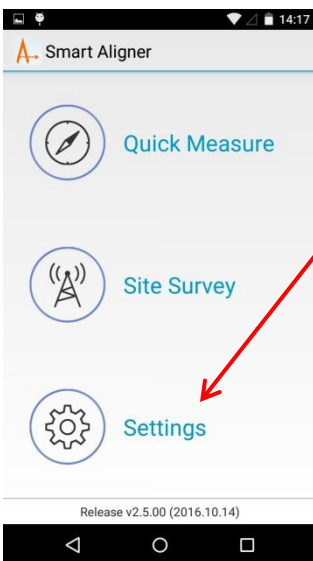 14:17
Smart Aligner
Quick Measure
Site Survey
Settings
Release v2.5.00 (2016.10.14)